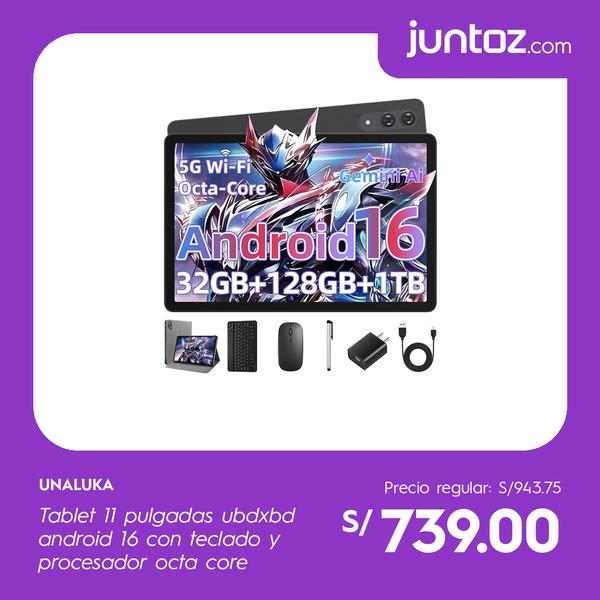 juntoz.com
5G Wi-Fi
Octa-Core
Gemini Ai
Android16
32GB+128GB+1TB
UNALUKA
Tablet 11 pulgadas ubdxbd
android 16 con teclado y
procesador octa core
Precio regular: S/943.75
S/739.00